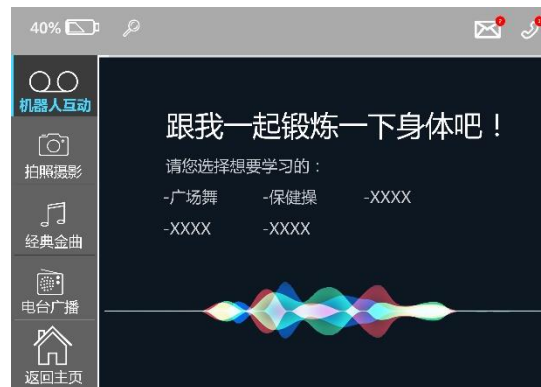 40%
机器人互动
拍照摄影
经典金曲
电台广播
返回主页
跟我一起锻炼一下身体吧！
请您选择想要学习的：
-广场舞 -保健操 -XXXX
-XXXX -XXXX